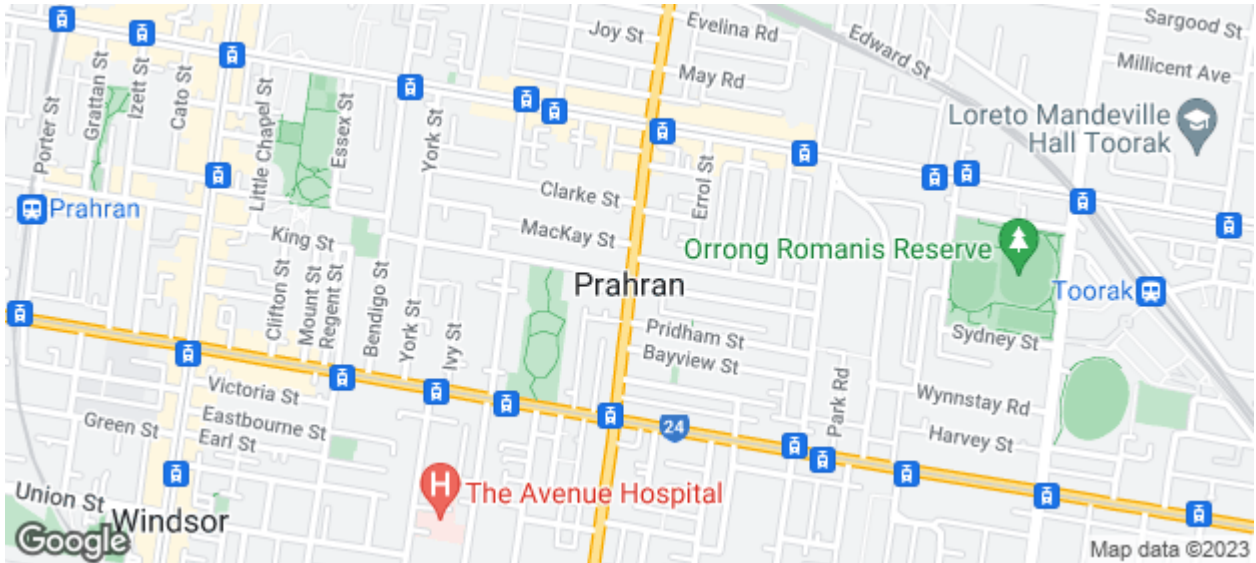 Joy St
Evelina Rd
Edward St
Sargood St
Millicent Ave
May Rd
Porter St
Grattan St
Izett St
Cato St
Little Chapel St
Essex St
York St
Loreto Mandeville
Hall Toorak
Clarke St
Errol St
Prahran
MacKay St
King St
Orrong Romanis Reserve
Prahran
Toorak
Clifton St
Mount St
Regent St
Bendigo St
York St
Ivy St
Pridham St
Bayview St
Sydney St
Park Rd
Wynnstay Rd
Harvey St
Victoria St
Eastbourne St
Green St
Earl St
24
H
The Avenue Hospital
Union St
Windsor
Google
Map data ©2023